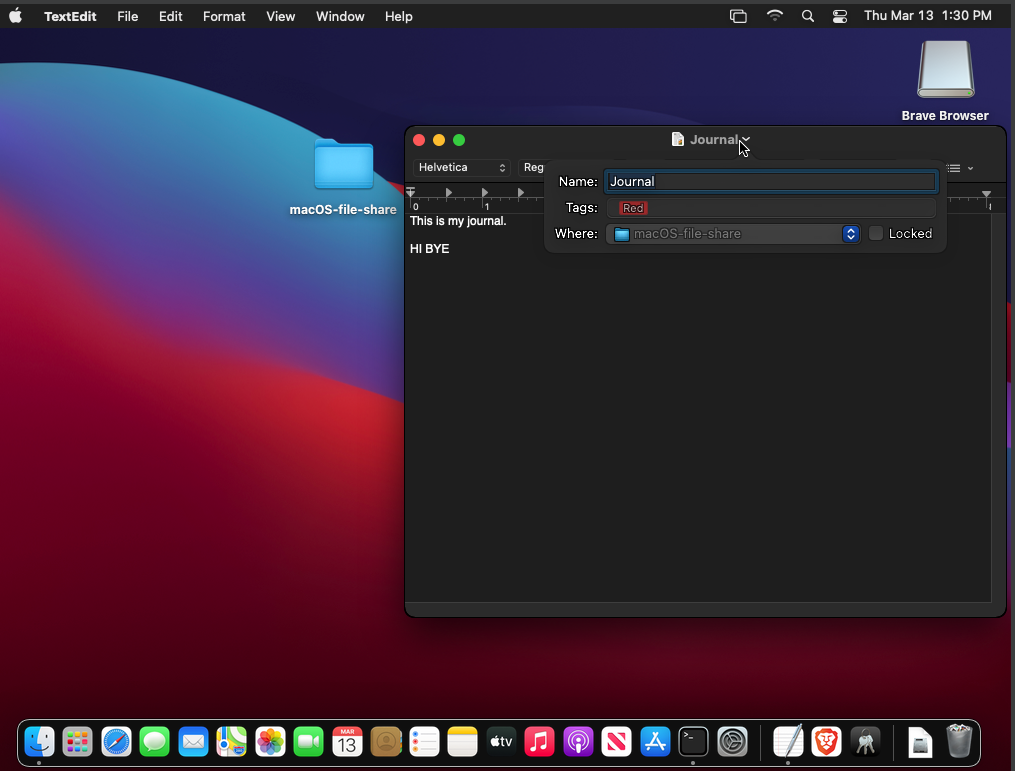 TextEdit File Edit Format View Window Help Thu Mar 13 1:30 PM
Brave Browser
macOS-file-share
Journal
Helvetica Reg
Name: Journal
Tags: Red
Where: macOS-file-share Locked
0 1
This is my journal.
HI BYE
MAR
13
tv